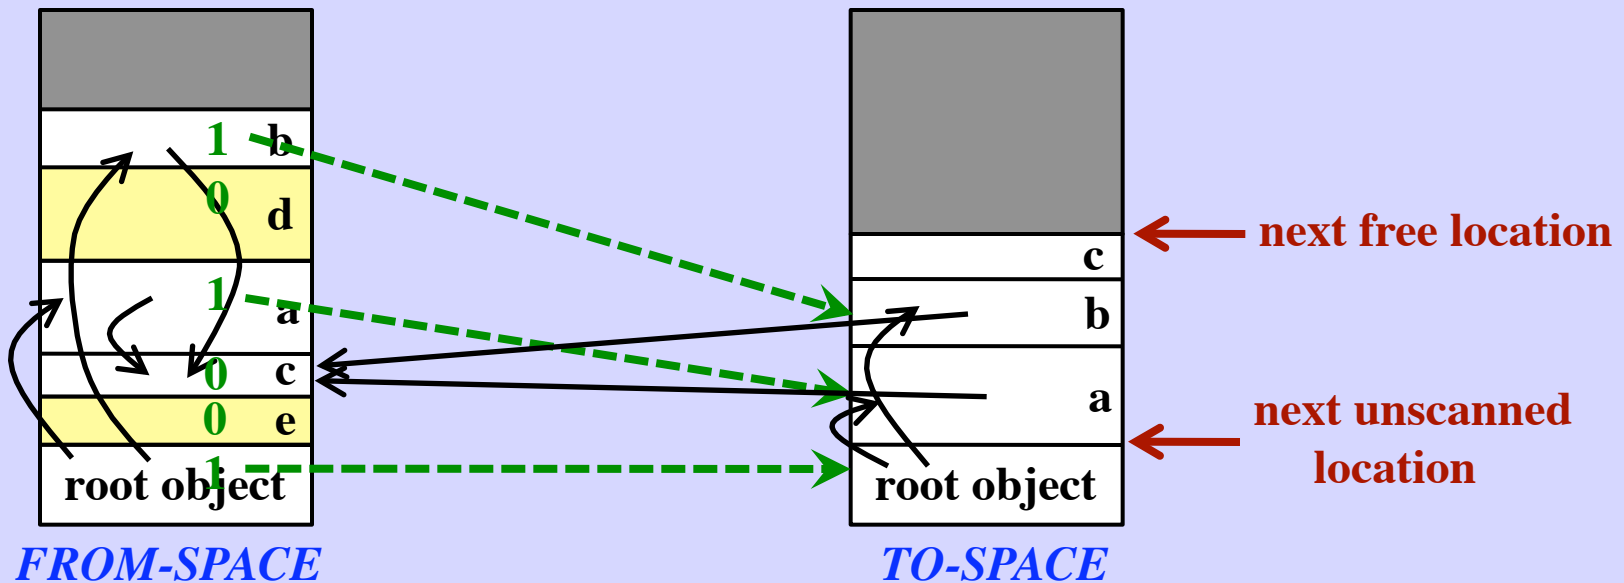 1 b
0
d
1
a
0 c
0 e
1
root object
FROM-SPACE
c
b
a
root object
TO-SPACE
next free location
next unscanned
location